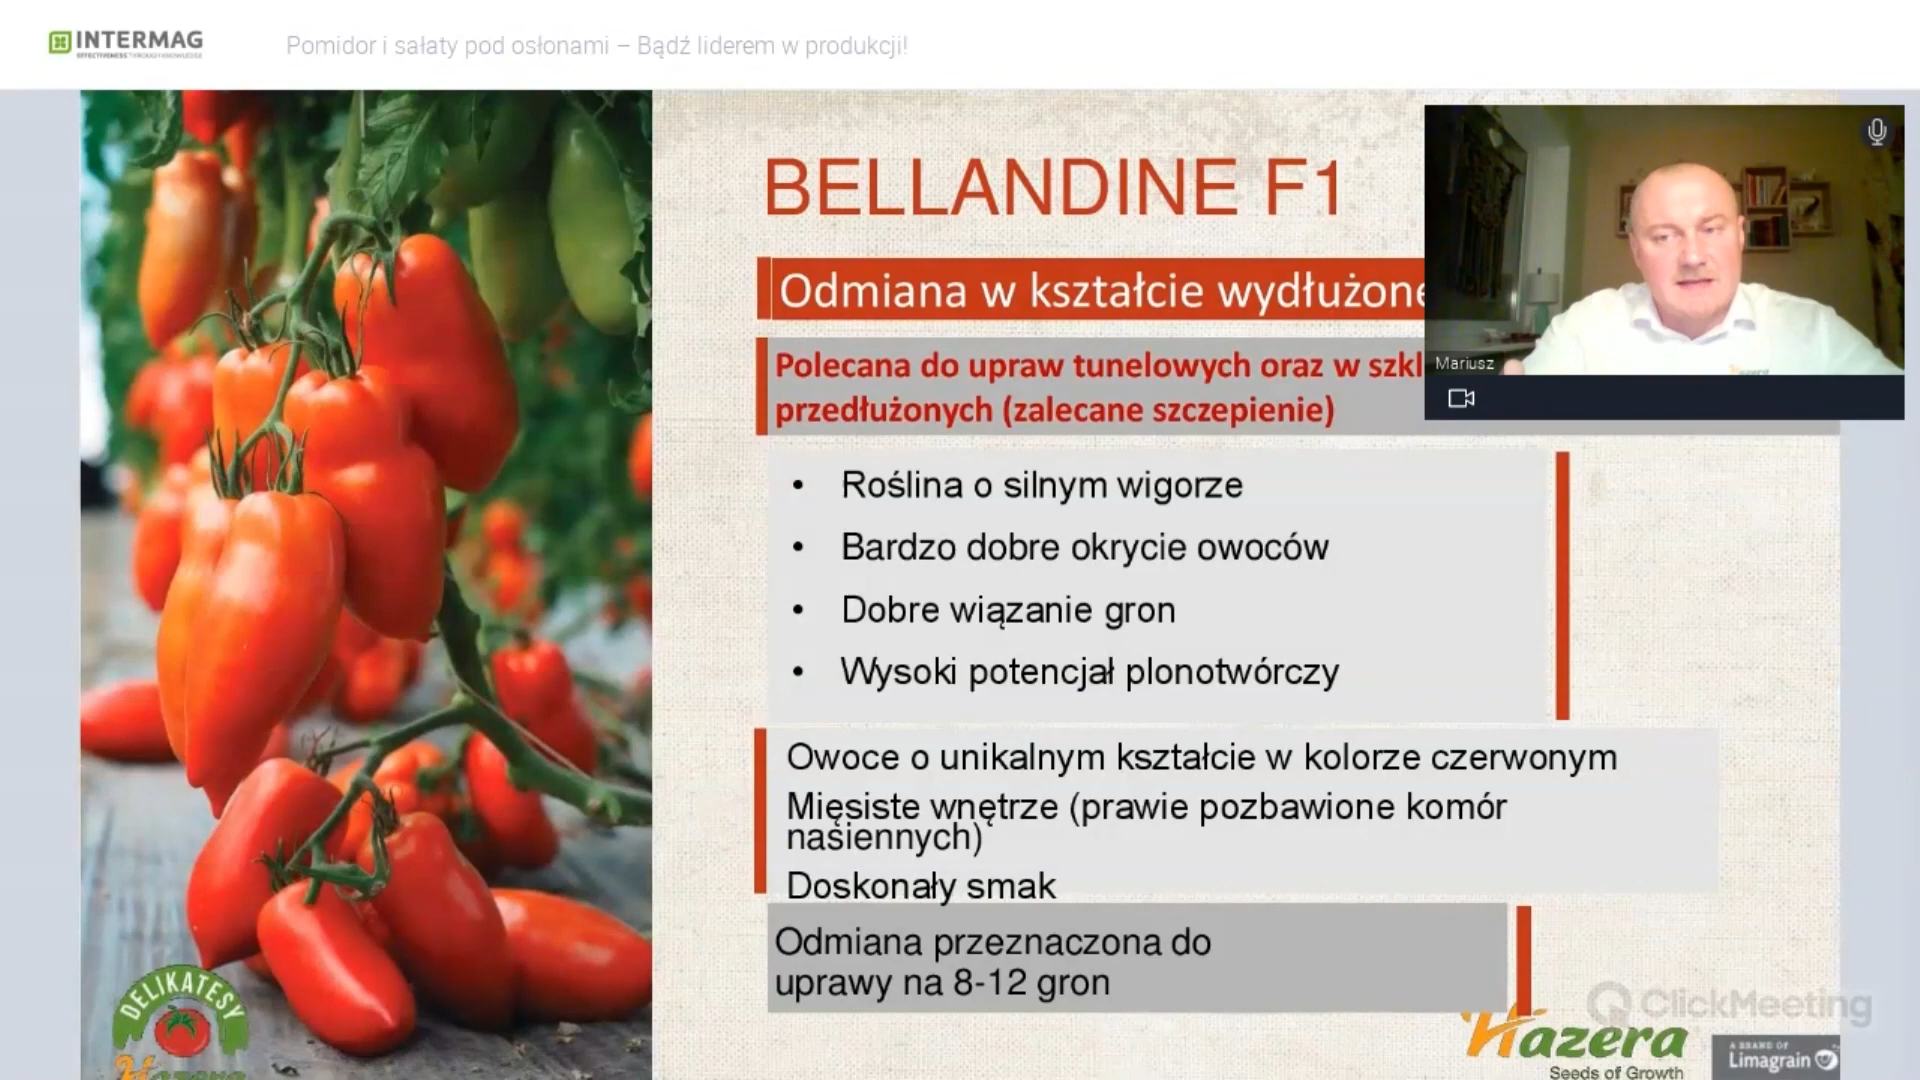 INTERMAG
EFFECTIVENESS THROUGH KNOWLEDGE
Pomidor i sałaty pod osłonami – Bądź liderem w produkcji!
BELLANDINE F1
Odmiana w kształcie wydłużone
Polecana do upraw tunelowych oraz w szkl
przedłużonych (zalecane szczepienie)
Mariusz
• Roślina o silnym wigorze
• Bardzo dobre okrycie owoców
• Dobre wiązanie gron
• Wysoki potencjał plonotwórczy
Owoce o unikalnym kształcie w kolorze czerwonym
Mięsiste wnętrze (prawie pozbawione komór
nasiennych)
Doskonały smak
Odmiana przeznaczona do
uprawy na 8-12 gron
DELIKATESY
Hazera
ClickMeeting
Hazera
Seeds of Growth
A BRAND OF
Limagrain